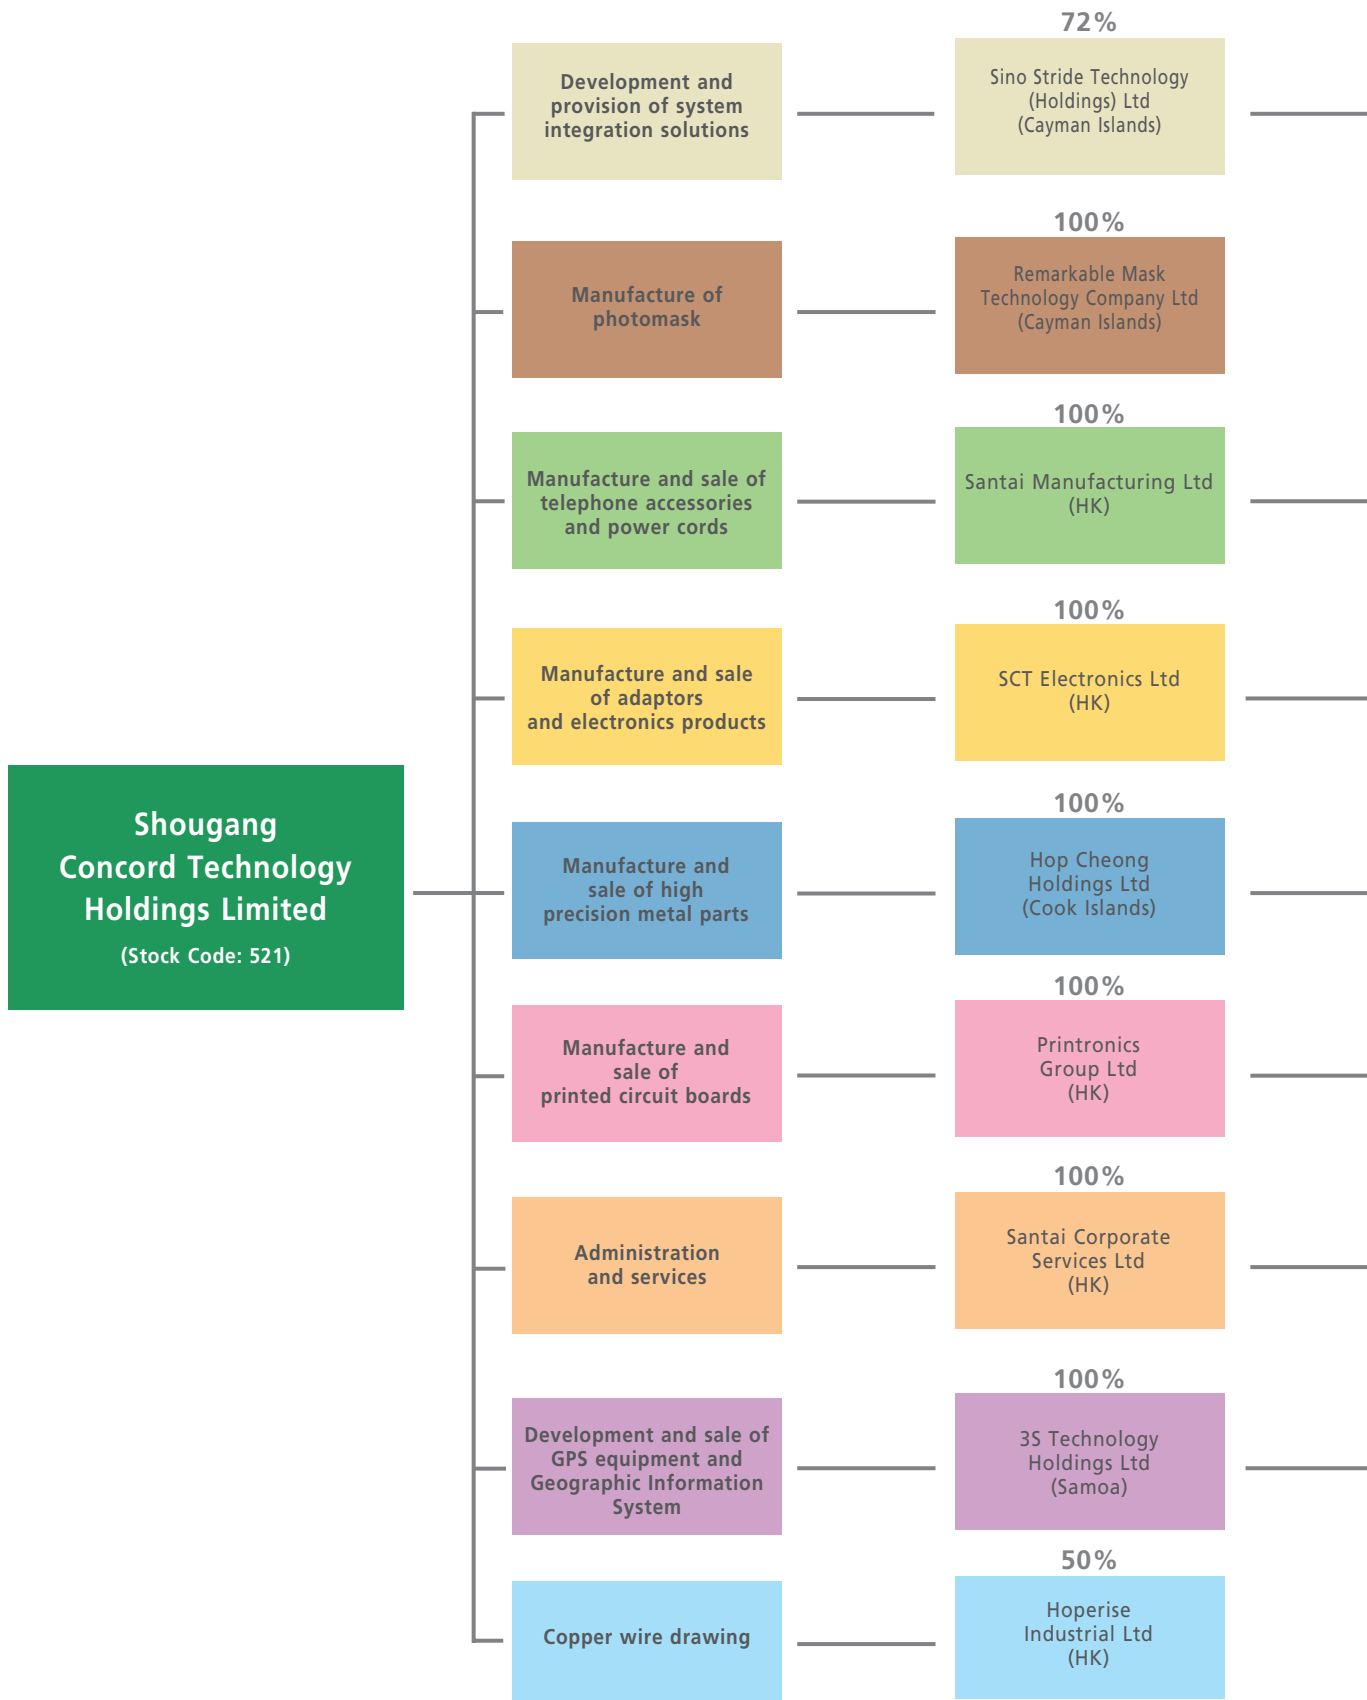 72%
Development and
provision of system
integration solutions
Sino Stride Technology
(Holdings) Ltd
(Cayman Islands)
100%
Manufacture of
photomask
Remarkable Mask
Technology Company Ltd
(Cayman Islands)
100%
Manufacture and sale of
telephone accessories
and power cords
Santai Manufacturing Ltd
(HK)
100%
Manufacture and sale
of adaptors
and electronics products
SCT Electronics Ltd
(HK)
Shougang
Concord Technology
Holdings Limited
(Stock Code: 521)
100%
Manufacture and
sale of high
precision metal parts
Hop Cheong
Holdings Ltd
(Cook Islands)
100%
Manufacture and
sale of
printed circuit boards
Printronics
Group Ltd
(HK)
100%
Administration
and services
Santai Corporate
Services Ltd
(HK)
100%
Development and sale of
GPS equipment and
Geographic Information
System
3S Technology
Holdings Ltd
(Samoa)
50%
Copper wire drawing
Hoperise
Industrial Ltd
(HK)